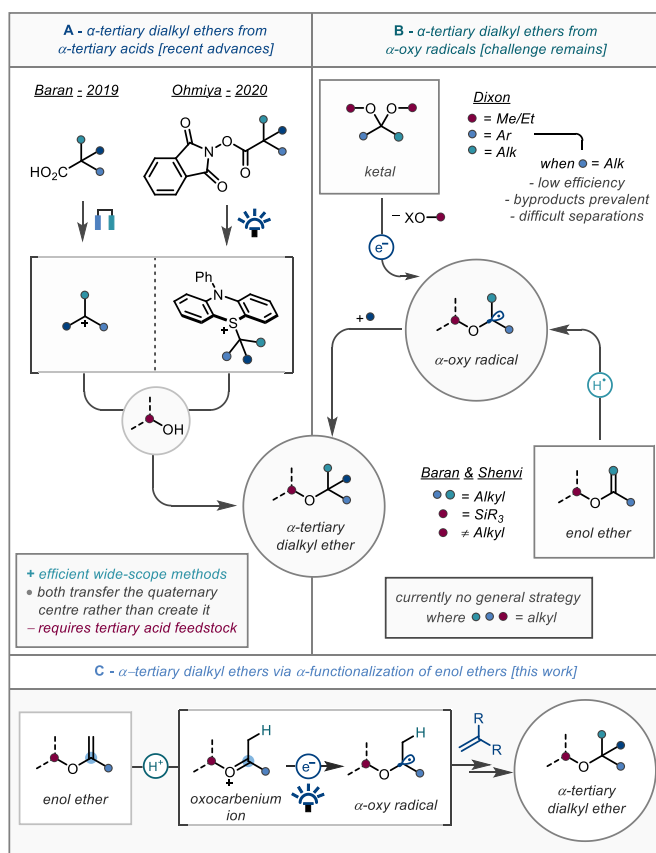 A - α-tertiary dialkyl ethers from
α-tertiary acids [recent advances]
Baran - 2019
Ohmiya - 2020
HO2C
O
N
O
O
O
Ph
N
S
+
+
OH
+ efficient wide-scope methods
• both transfer the quaternary
centre rather than create it
– requires tertiary acid feedstock
B - α-tertiary dialkyl ethers from
α-oxy radicals [challenge remains]
O O
ketal
Dixon
= Me/Et
= Ar
= Alk
when = Alk
- low efficiency
- byproducts prevalent
- difficult separations
– XO
e–
+
O
α-oxy radical
H•
O
α-tertiary
dialkyl ether
Baran & Shenvi
= Alkyl
= SiR3
≠ Alkyl
O
enol ether
currently no general strategy
where = alkyl
C - α–tertiary dialkyl ethers via α-functionalization of enol ethers [this work]
O
enol ether
H+
H
O
+
oxocarbenium
ion
e–
H
O
α-oxy radical
R
R
O
α-tertiary
dialkyl ether